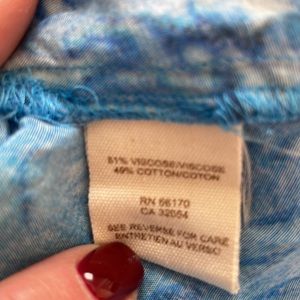 51% VISCOSE/VISCOSE
49% COTTON/COTON
RN 56170
CA 32054
SEE REVERSE FOR CARE
ENTRETIEN AU VERSO